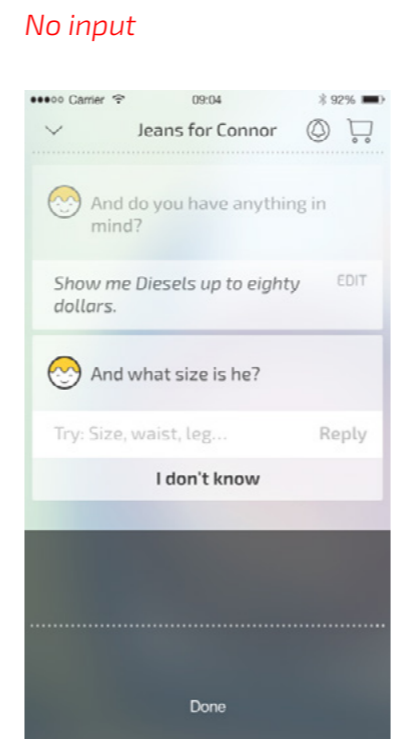 No input
Carrier 09:04 92%
Jeans for Connor
And do you have anything in
mind?
Show me Diesels up to eighty
dollars.
EDIT
And what size is he?
Try: Size, waist, leg...
Reply
I don't know
Done